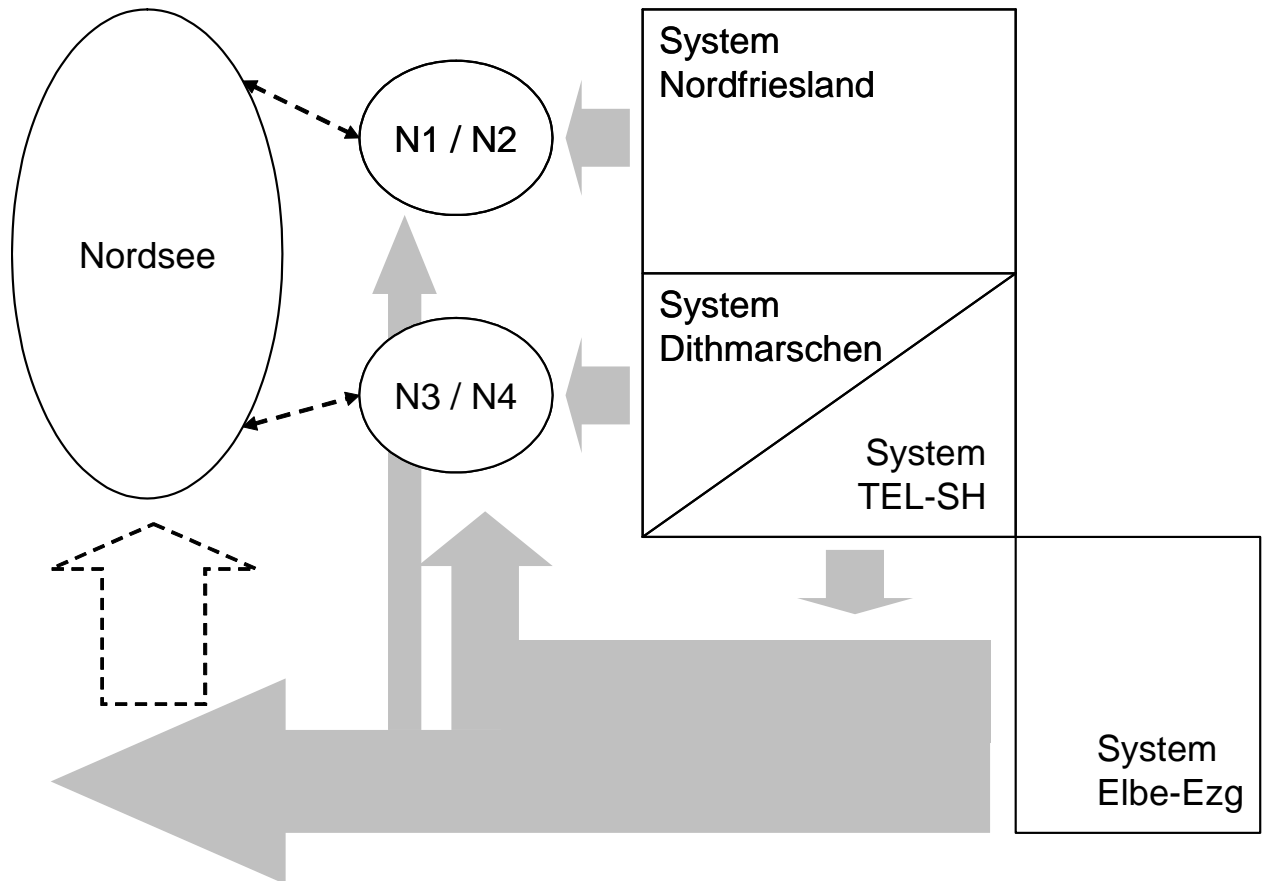 System
Nordfriesland
N1 / N2
Nordsee
System
Dithmarschen
N3 / N4
System
TEL-SH
System
Elbe-Ezg